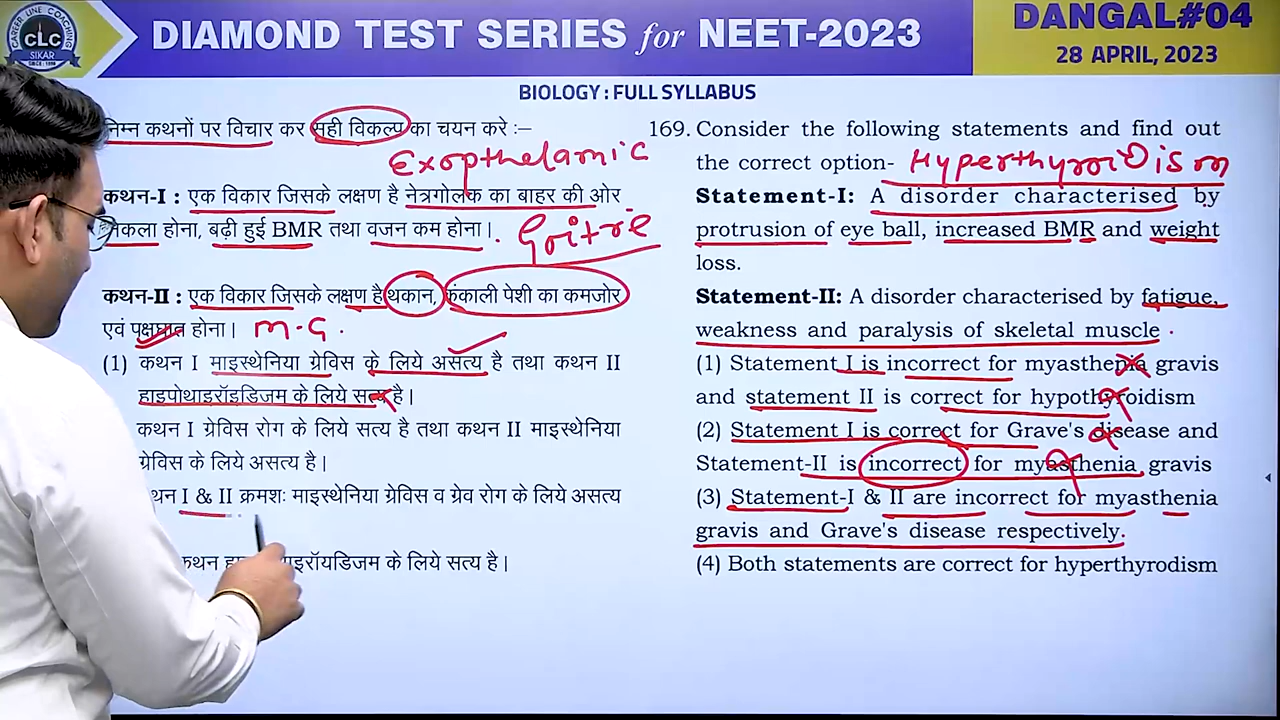 CAREER LINE COACHING
CLC
SIKAR
DIAMOND TEST SERIES for NEET-2023
DANGAL#04
28 APRIL, 2023
BIOLOGY : FULL SYLLABUS
निम्न कथनों पर विचार कर सही विकल्प का चयन करे :–
Exopthelamic
कथन-I : एक विकार जिसके लक्षण है नेत्रगोलक का बाहर की ओर
निकला होना, बढ़ी हुई BMR तथा वजन कम होना। Goitre
कथन-II : एक विकार जिसके लक्षण है थकान, कंकाली पेशी का कमजोर
एवं पक्षघात होना। M.G.
(1) कथन I माइस्थेनिया ग्रेविस के लिये असत्य है तथा कथन II
हाइपोथाइरॉइडिजम के लिये सत्य है।
कथन I ग्रेविस रोग के लिये सत्य है तथा कथन II माइस्थेनिया
ग्रेविस के लिये असत्य है।
I & II क्रमशः माइस्थेनिया ग्रेविस व ग्रेव रोग के लिये असत्य
के लिये सत्य है।
169. Consider the following statements and find out
the correct option- Hyperthyroidism
Statement-I: A disorder characterised by
protrusion of eye ball, increased BMR and weight
loss.
Statement-II: A disorder characterised by fatigue,
weakness and paralysis of skeletal muscle
(1) Statement I is incorrect for myasthenia gravis
and statement II is correct for hypothyroidism
(2) Statement I is correct for Grave's disease and
Statement-II is incorrect for myasthenia gravis
(3) Statement-I & II are incorrect for myasthenia
gravis and Grave's disease respectively.
(4) Both statements are correct for hyperthyrodism